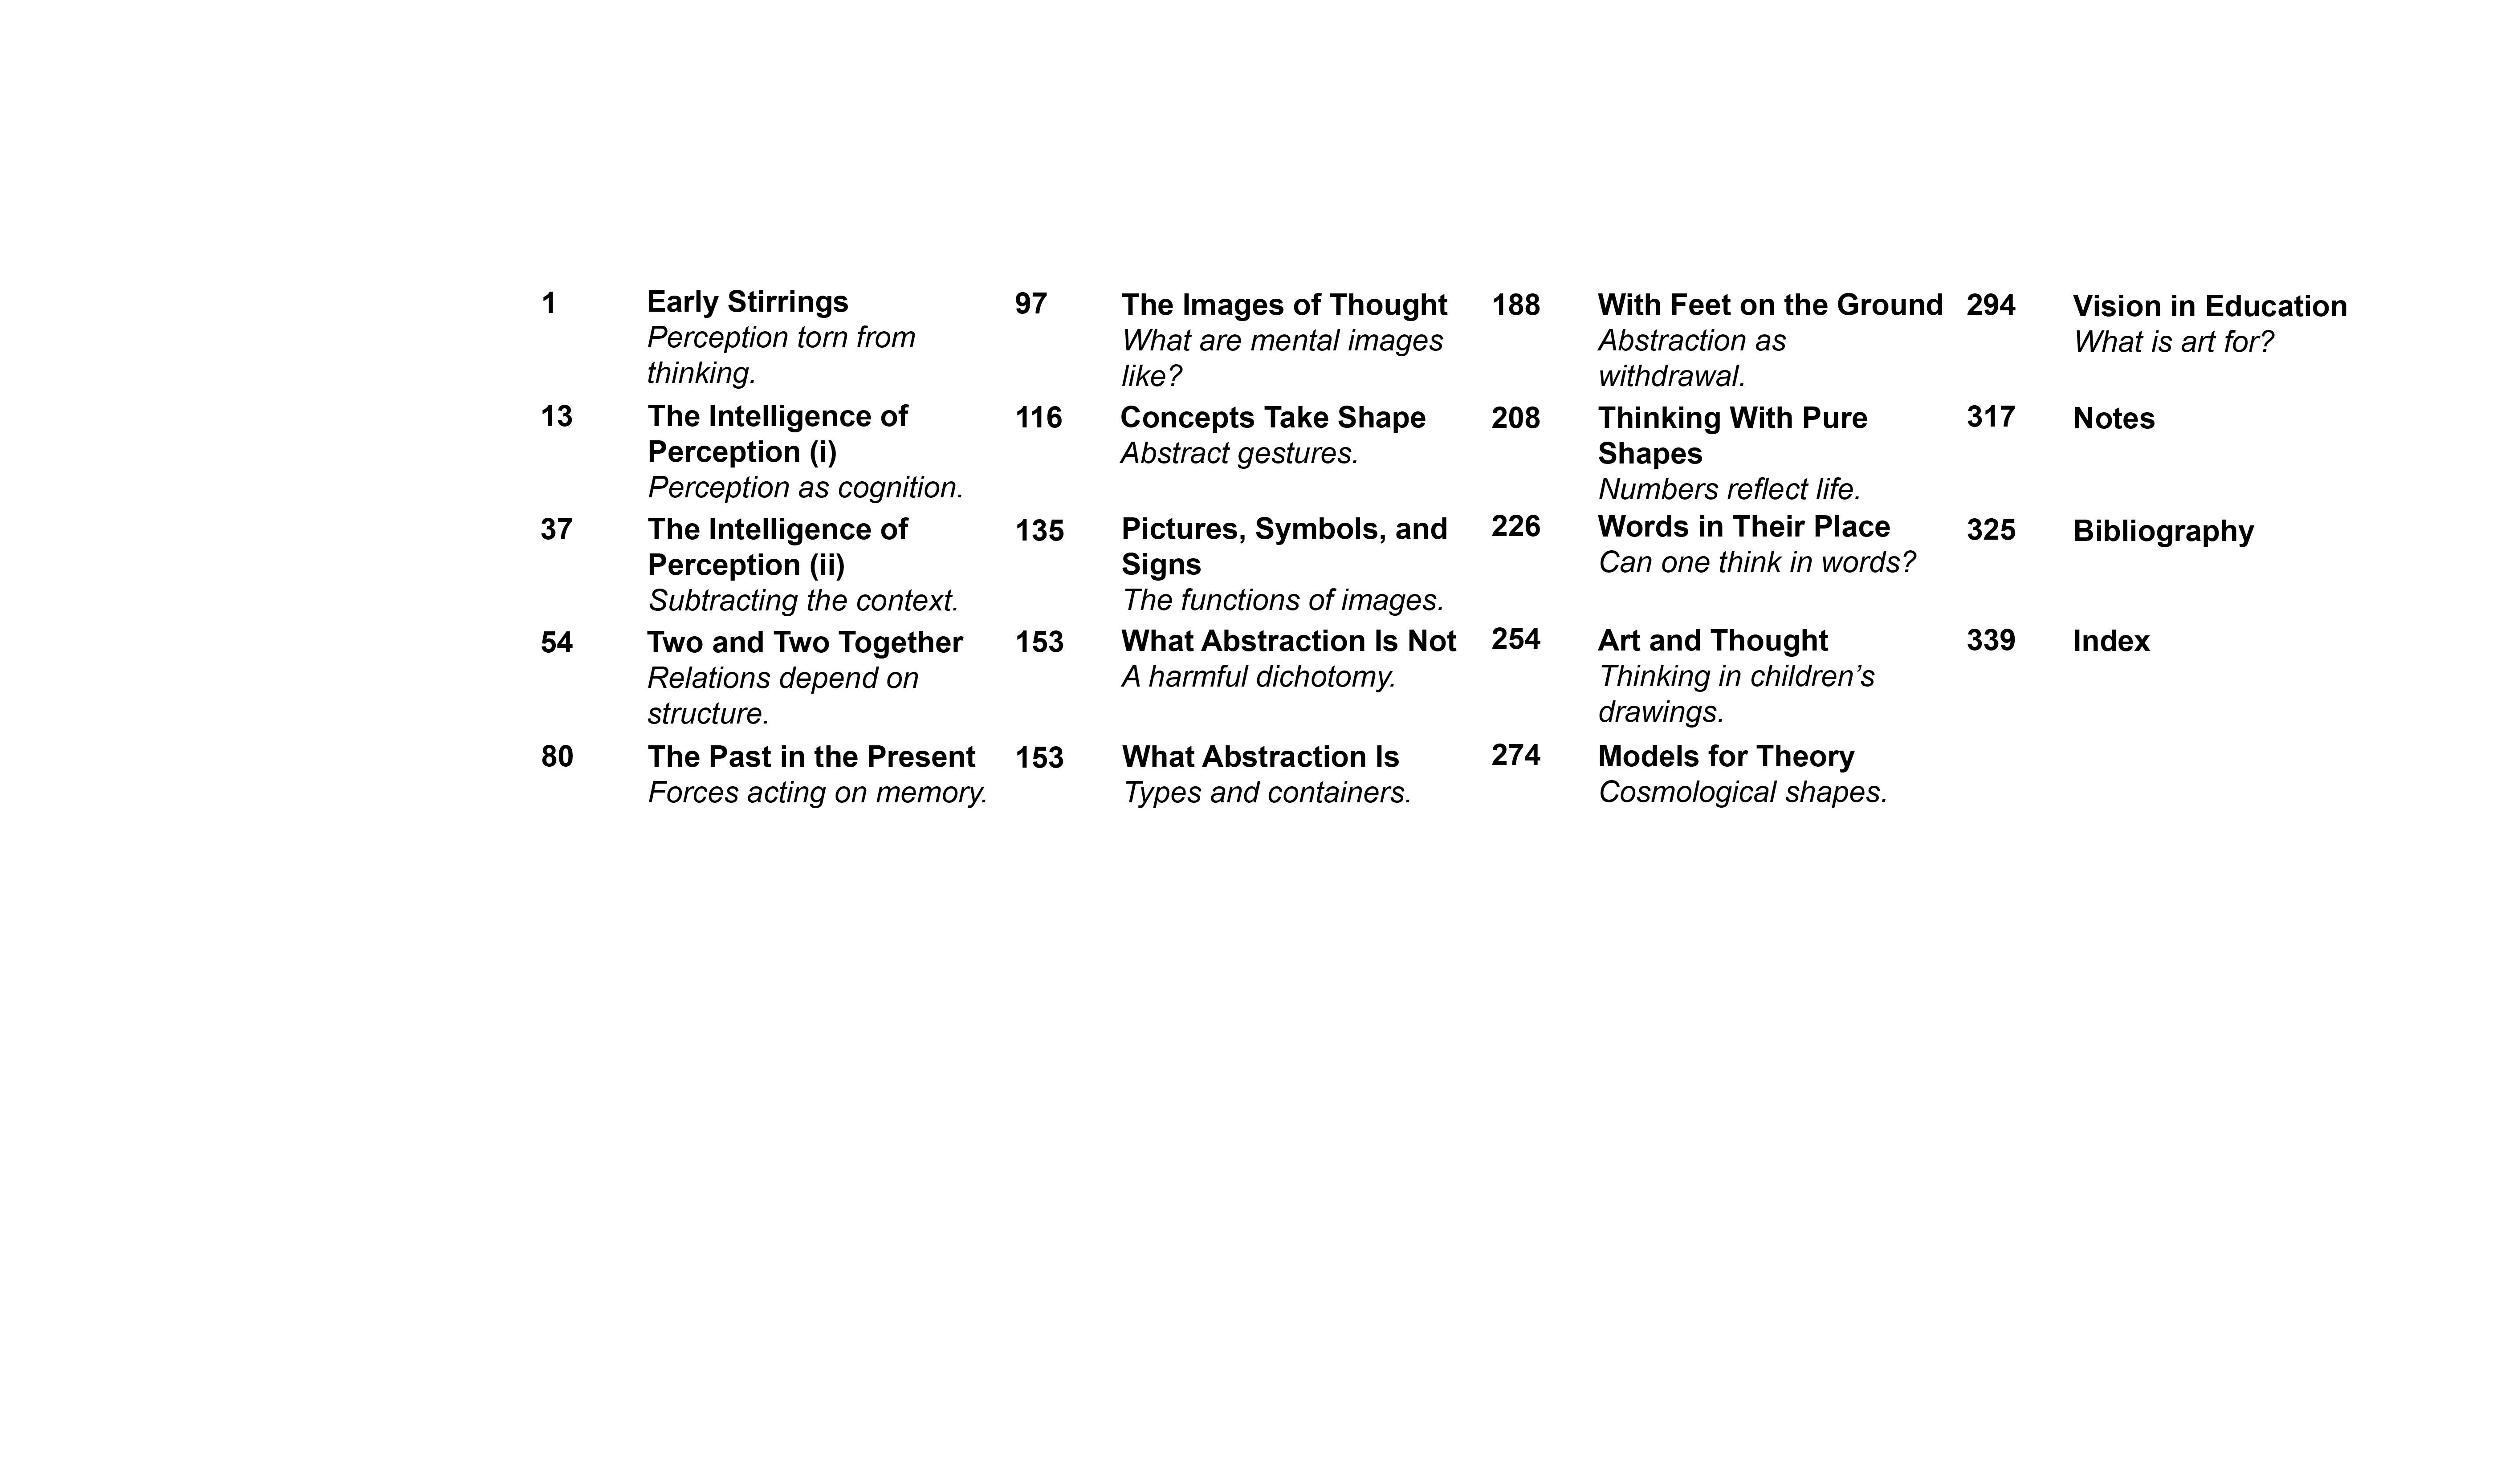 1 Early Stirrings
Perception torn from
thinking.
13 The Intelligence of
Perception (i)
Perception as cognition.
37 The Intelligence of
Perception (ii)
Subtracting the context.
54 Two and Two Together
Relations depend on
structure.
80 The Past in the Present
Forces acting on memory.
97 The Images of Thought
What are mental images
like?
116 Concepts Take Shape
Abstract gestures.
135 Pictures, Symbols, and
Signs
The functions of images.
153 What Abstraction Is Not
A harmful dichotomy.
153 What Abstraction Is
Types and containers.
188 With Feet on the Ground
Abstraction as
withdrawal.
208 Thinking With Pure
Shapes
Numbers reflect life.
226 Words in Their Place
Can one think in words?
254 Art and Thought
Thinking in children’s
drawings.
274 Models for Theory
Cosmological shapes.
294 Vision in Education
What is art for?
317 Notes
325 Bibliography
339 Index